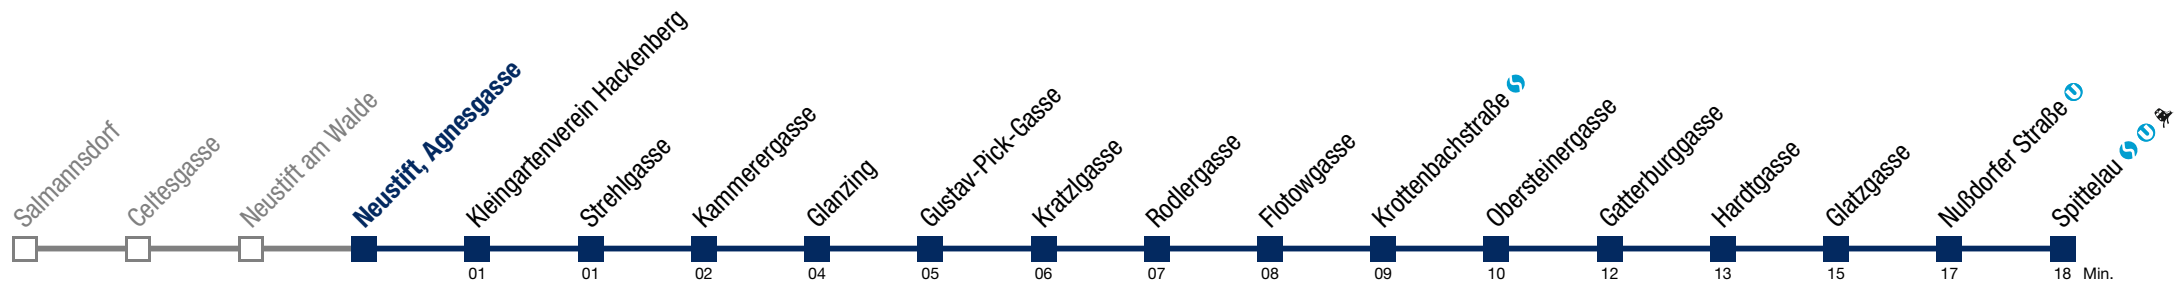 Salmannsdorf
Celtesgasse
Neustift am Walde
Neustift, Agnesgasse
Kleingartenverein Hackenberg
Strehlgasse
Kammerergasse
Glanzing
Gustav-Pick-Gasse
Kratzlgasse
Rodlergasse
Flotowgasse
Krottenbachstraße S
Obersteinergasse
Gatterburggasse
Hardtgasse
Glatzgasse
Nußdorfer Straße U
Spittelau S U
01 01 02 04 05 06 07 08 09 10 12 13 15 17 18 Min.